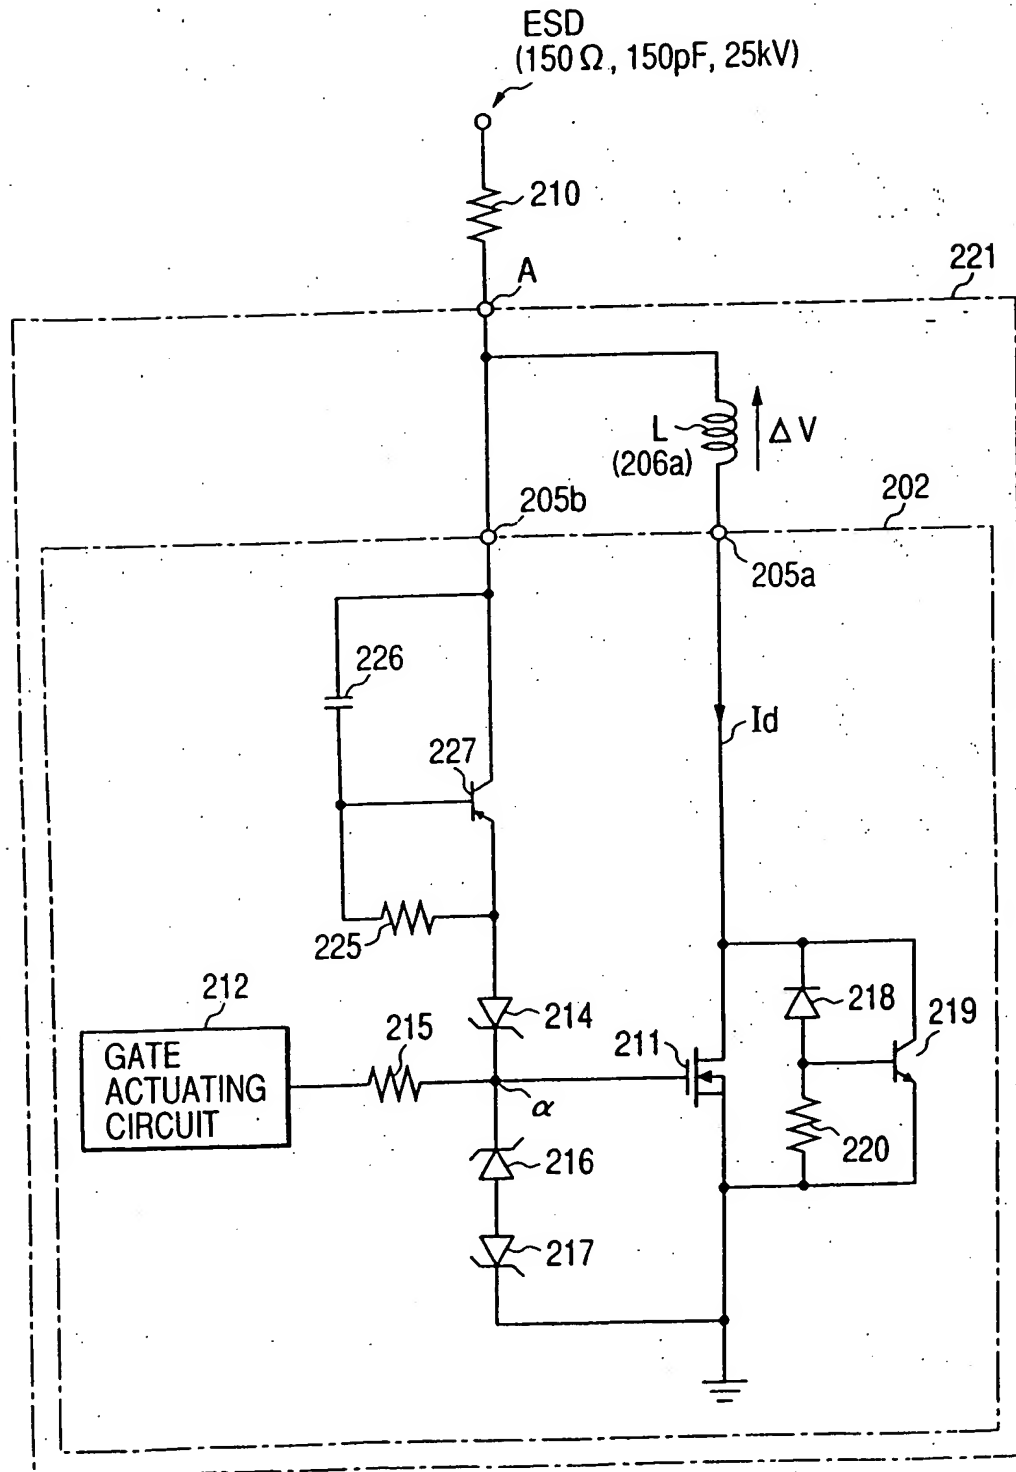 ESD
(150Ω, 150pF, 25kV)
210
A
221
L
(206a)
ΔV
205b
202
205a
226
Id
227
225
212
214
218
219
215
211
GATE
ACTUATING
CIRCUIT
α
216
220
217